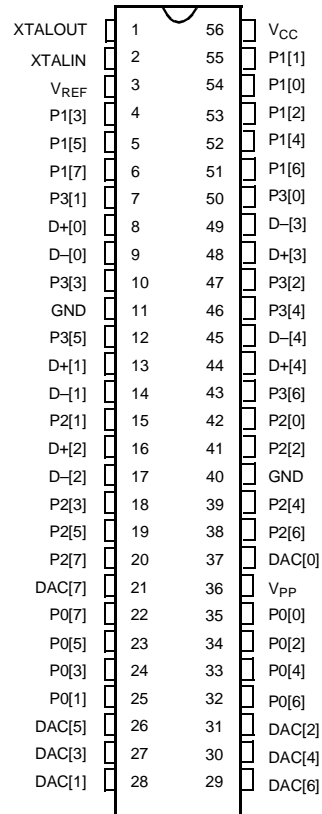 XTALOUT 1 56 VCC
XTALIN 2 55 P1[1]
VREF 3 54 P1[0]
P1[3] 4 53 P1[2]
P1[5] 5 52 P1[4]
P1[7] 6 51 P1[6]
P3[1] 7 50 P3[0]
D+[0] 8 49 D–[3]
D–[0] 9 48 D+[3]
P3[3] 10 47 P3[2]
GND 11 46 P3[4]
P3[5] 12 45 D–[4]
D+[1] 13 44 D+[4]
D–[1] 14 43 P3[6]
P2[1] 15 42 P2[0]
D+[2] 16 41 P2[2]
D–[2] 17 40 GND
P2[3] 18 39 P2[4]
P2[5] 19 38 P2[6]
P2[7] 20 37 DAC[0]
DAC[7] 21 36 VPP
P0[7] 22 35 P0[0]
P0[5] 23 34 P0[2]
P0[3] 24 33 P0[4]
P0[1] 25 32 P0[6]
DAC[5] 26 31 DAC[2]
DAC[3] 27 30 DAC[4]
DAC[1] 28 29 DAC[6]